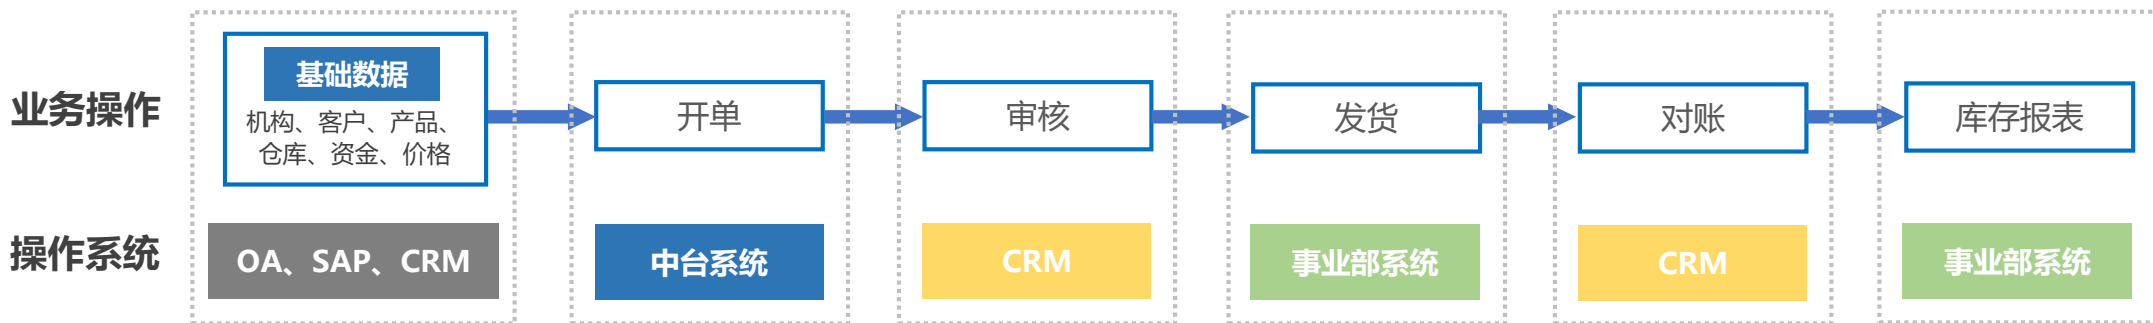 业务操作
基础数据
机构、客户、产品、
仓库、资金、价格
开单
审核
发货
对账
库存报表
操作系统
OA、SAP、CRM
中台系统
CRM
事业部系统
CRM
事业部系统